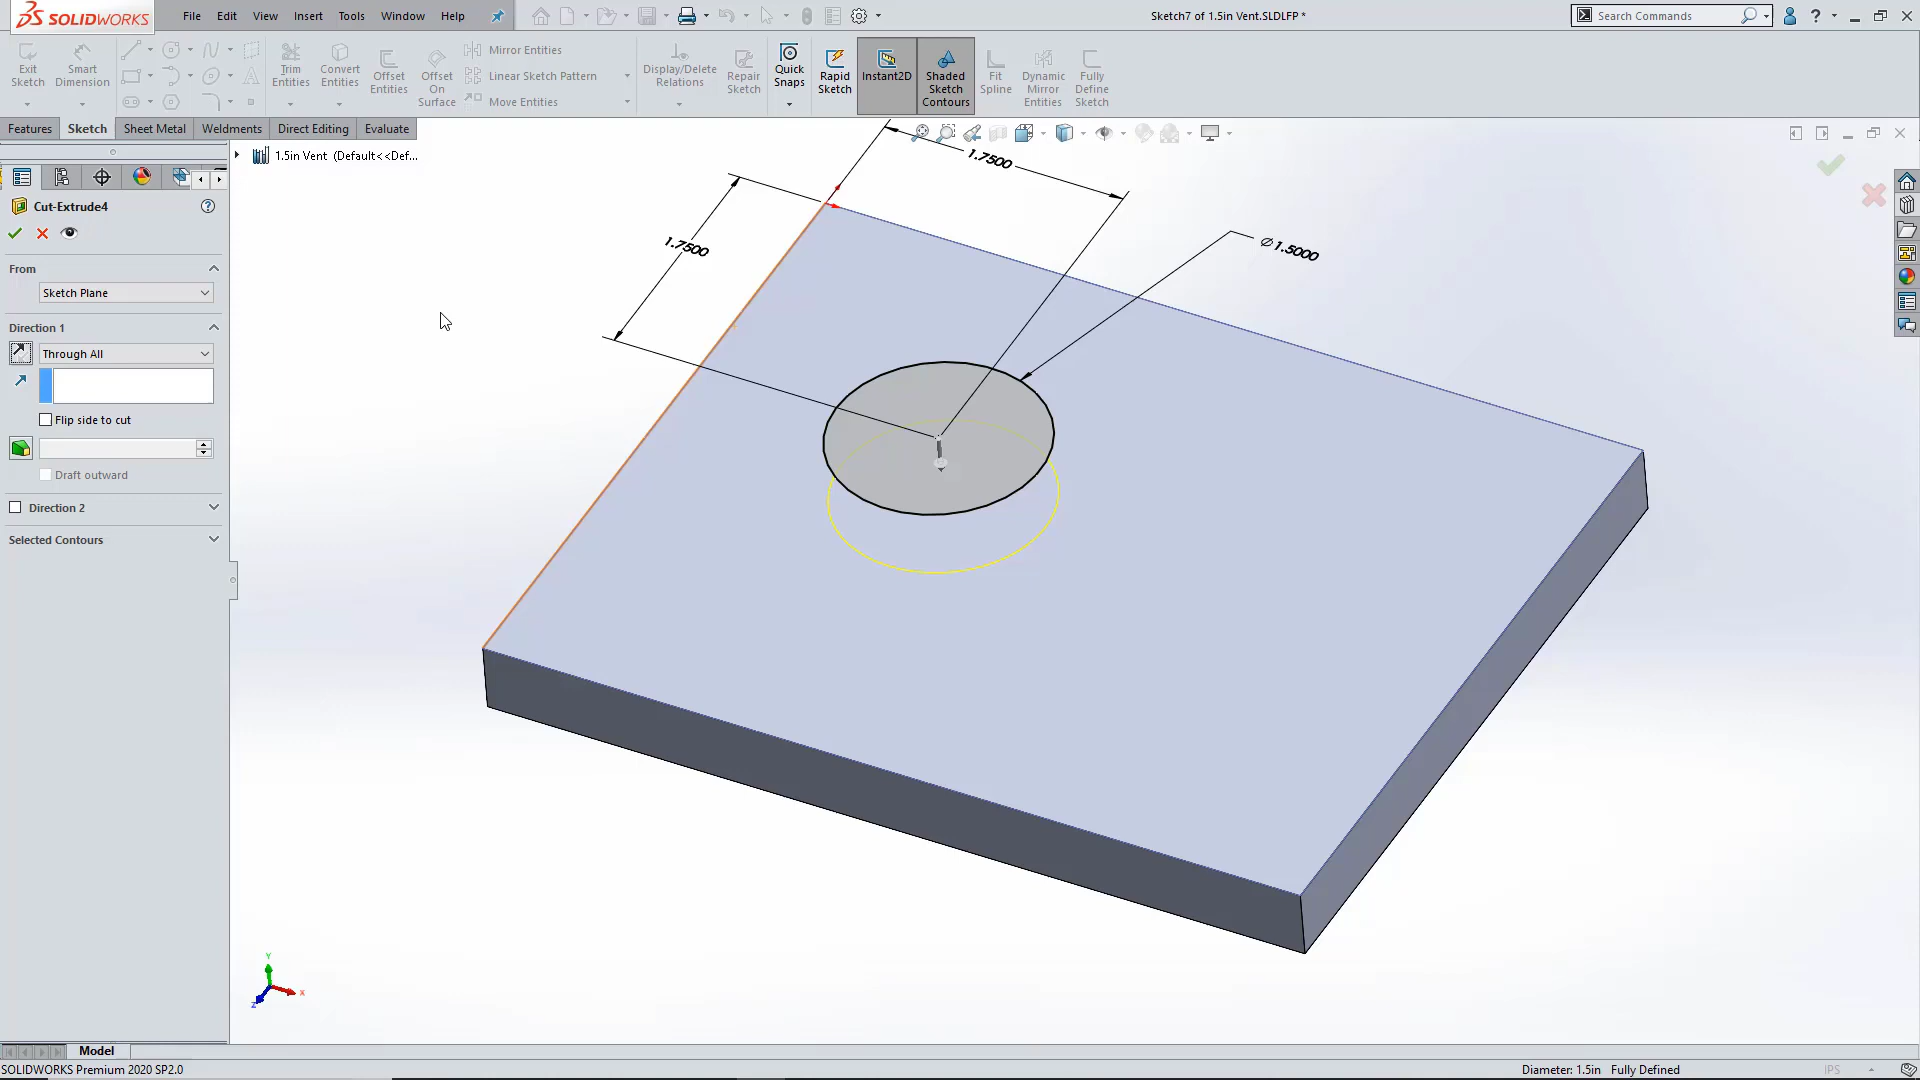 SOLIDWORKS File Edit View Insert Tools Window Help Sketch7 of 1.5in Vent.SLDLFP * Search Commands ?
Exit Sketch
Smart Dimension
Trim Entities
Convert Entities
Offset Entities
Offset On Surface
Mirror Entities
Linear Sketch Pattern
Move Entities
Display/Delete Relations
Repair Sketch
Quick Snaps
Rapid Sketch
Instant2D
Shaded Sketch Contours
Fit Spline
Dynamic Mirror Entities
Fully Define Sketch
Features Sketch Sheet Metal Weldments Direct Editing Evaluate
1.5in Vent (Default<<Def...
Cut-Extrude4 ?
From
Sketch Plane
Direction 1
Through All
Flip side to cut
Draft outward
Direction 2
Selected Contours
1.7500
1.7500
⌀1.5000
Y
X
Z
Model
SOLIDWORKS Premium 2020 SP2.0 Diameter: 1.5in Fully Defined IPS